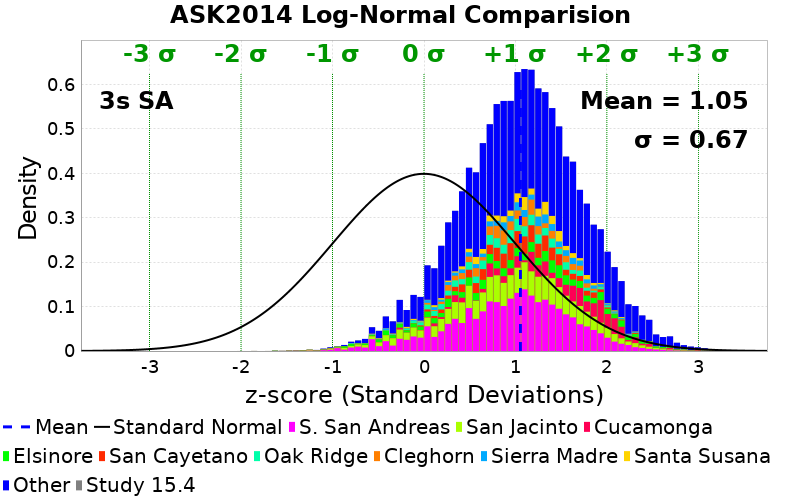 ASK2014 Log-Normal Comparision
-3 σ -2 σ -1 σ 0 σ +1 σ +2 σ +3 σ
3s SA
Mean = 1.05
σ = 0.67
Density
0.6
0.5
0.4
0.3
0.2
0.1
0
-3 -2 -1 0 1 2 3
z-score (Standard Deviations)
Mean Standard Normal S. San Andreas San Jacinto Cucamonga
Elsinore San Cayetano Oak Ridge Cleghorn Sierra Madre Santa Susana
Other Study 15.4